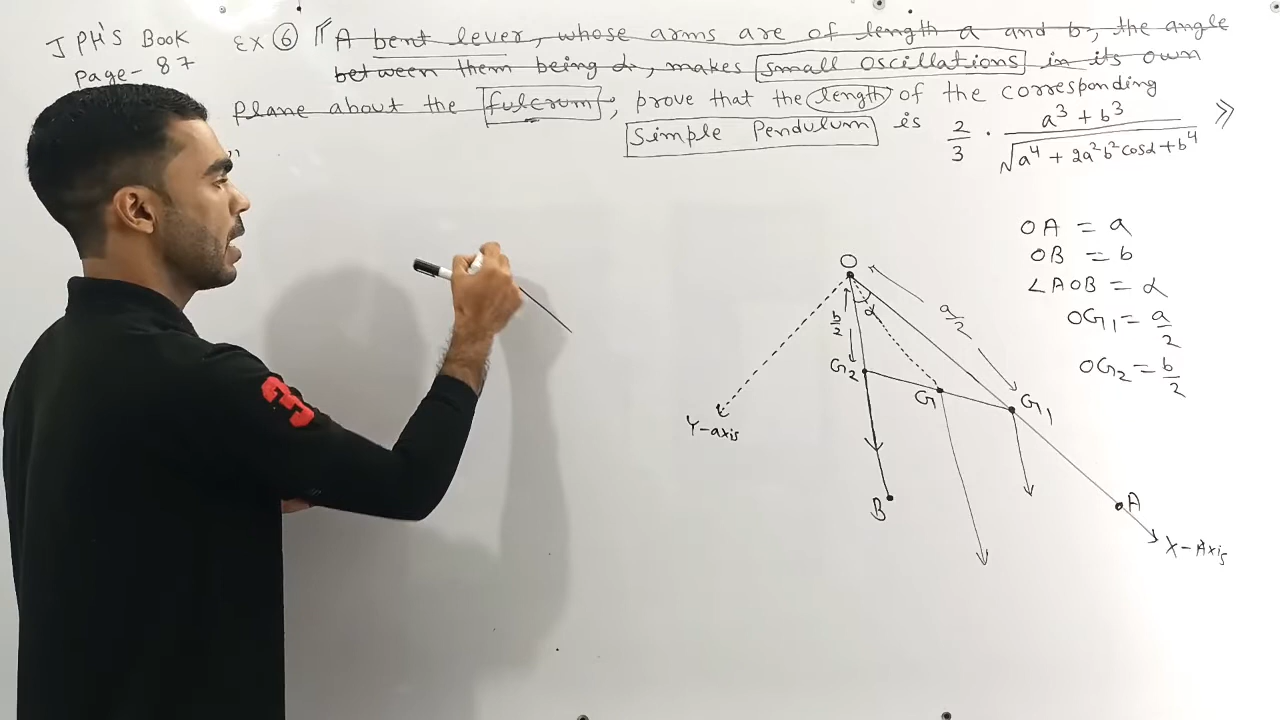 JPH'S Book
Page- 87
Ex ⑥ "A bent lever, whose arms are of length a and b, the angle
between them being α, makes small oscillations in its own
plane about the fulcrum, prove that the length of the corresponding
Simple Pendulum is 2/3 · (a³ + b³)/√(a⁴ + 2a²b²cosα + b⁴) »
"
OA = a
OB = b
∠AOB = α
OG₁ = a/2
OG₂ = b/2
O
α
a/2
b/2
G₂
G
G₁
Y-axis
B
A
X-Axis
3